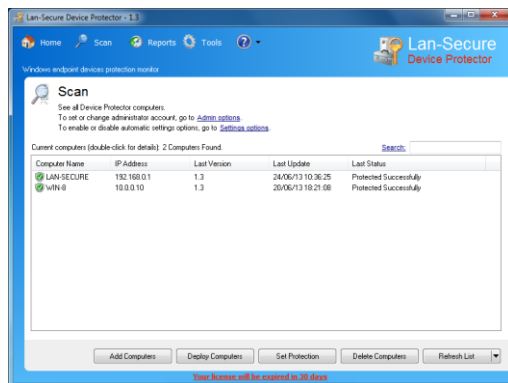 Lan-Secure Device Protector - 1.3
Home Scan Reports Tools ?
Lan-Secure
Device Protector
Windows endpoint devices protection monitor
Scan
See all Device Protector computers.
To set or change administrator account, go to Admin options.
To enable or disable automatic settings options, go to Settings options.
Current computers (double-click for details): 2 Computers Found.
Search:
Computer Name IP Address Last Version Last Update Last Status
LAN-SECURE 192.168.0.1 1.3 24/06/13 10:36:25 Protected Successfully
WIN-8 10.0.0.10 1.3 20/06/13 18:21:08 Protected Successfully
Add Computers Deploy Computers Set Protection Delete Computers Refresh List
Your license will be expired in 30 days